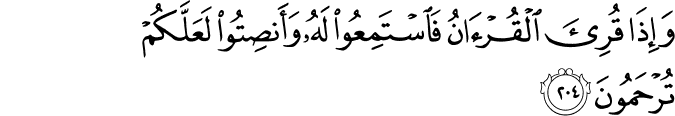 وَإِذَا قُرِئَ ٱلْقُرْءَانُ فَٱسْتَمِعُوا۟ لَهُۥ وَأَنصِتُوا۟ لَعَلَّكُمْ
تُرْحَمُونَ ٢٠٤